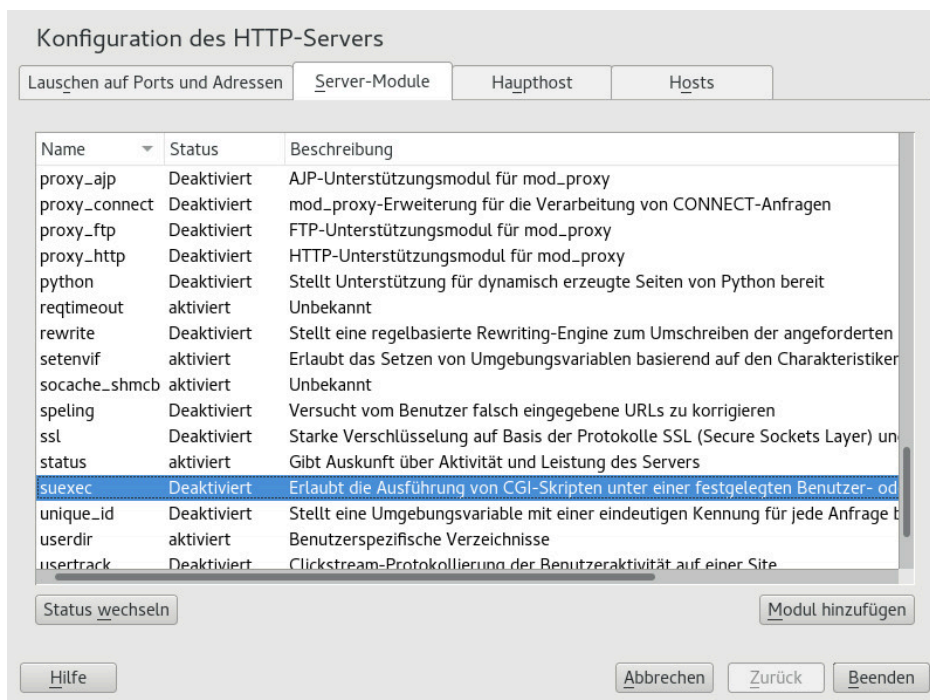 Konfiguration des HTTP-Servers
Lauschen auf Ports und Adressen Server-Module Haupthost Hosts
Name Status Beschreibung
proxy_ajp Deaktiviert AJP-Unterstützungsmodul für mod_proxy
proxy_connect Deaktiviert mod_proxy-Erweiterung für die Verarbeitung von CONNECT-Anfragen
proxy_ftp Deaktiviert FTP-Unterstützungsmodul für mod_proxy
proxy_http Deaktiviert HTTP-Unterstützungsmodul für mod_proxy
python Deaktiviert Stellt Unterstützung für dynamisch erzeugte Seiten von Python bereit
reqtimeout aktiviert Unbekannt
rewrite Deaktiviert Stellt eine regelbasierte Rewriting-Engine zum Umschreiben der angeforderten
setenvif aktiviert Erlaubt das Setzen von Umgebungsvariablen basierend auf den Charakteristiken
socache_shmcb aktiviert Unbekannt
speling Deaktiviert Versucht vom Benutzer falsch eingegebene URLs zu korrigieren
ssl Deaktiviert Starke Verschlüsselung auf Basis der Protokolle SSL (Secure Sockets Layer) un
status aktiviert Gibt Auskunft über Aktivität und Leistung des Servers
suexec Deaktiviert Erlaubt die Ausführung von CGI-Skripten unter einer festgelegten Benutzer- od
unique_id Deaktiviert Stellt eine Umgebungsvariable mit einer eindeutigen Kennung für jede Anfrage
userdir aktiviert Benutzerspezifische Verzeichnisse
usertrack Deaktiviert Clickstream-Protokollierung der Benutzeraktivität auf einer Site
Status wechseln Modul hinzufügen
Hilfe Abbrechen Zurück Beenden